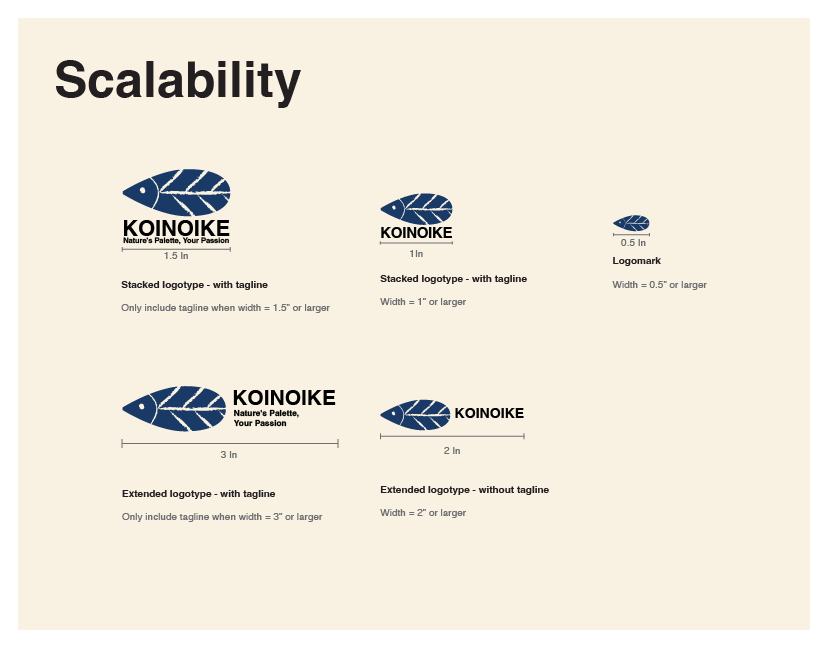 Scalability
KOINOIKE
Nature's Palette, Your Passion
1.5 In
Stacked logotype - with tagline
Only include tagline when width = 1.5" or larger
KOINOIKE
1In
Stacked logotype - with tagline
Width = 1" or larger
0.5 In
Logomark
Width = 0.5" or larger
KOINOIKE
Nature's Palette,
Your Passion
3 In
Extended logotype - with tagline
Only include tagline when width = 3" or larger
KOINOIKE
2 In
Extended logotype - without tagline
Width = 2" or larger